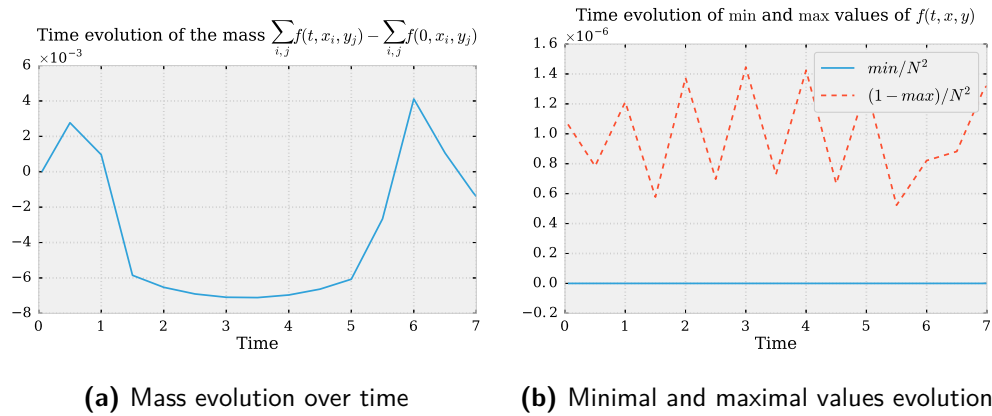 Time evolution of the mass ∑_{i,j} f(t, x_i, y_j) − ∑_{i,j} f(0, x_i, y_j)
×10⁻³
6
4
2
0
−2
−4
−6
−8
0 1 2 3 4 5 6 7
Time
(a) Mass evolution over time
Time evolution of min and max values of f(t, x, y)
×10⁻⁶
1.6
1.4
1.2
1.0
0.8
0.6
0.4
0.2
0.0
−0.2
min/N²
(1 − max)/N²
0 1 2 3 4 5 6 7
Time
(b) Minimal and maximal values evolution